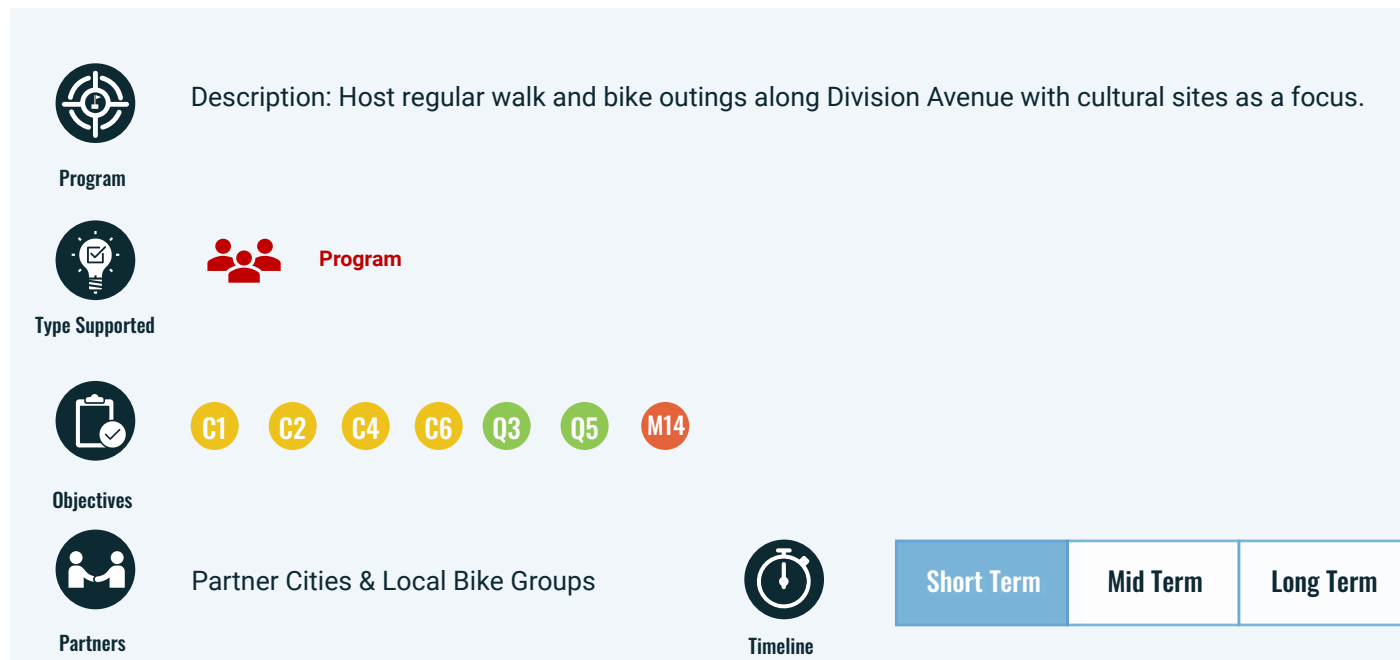 Description: Host regular walk and bike outings along Division Avenue with cultural sites as a focus.
Program
Program
Type Supported
C1 C2 C4 C6 Q3 Q5 M14
Objectives
Partner Cities & Local Bike Groups
Partners
Short Term Mid Term Long Term
Timeline